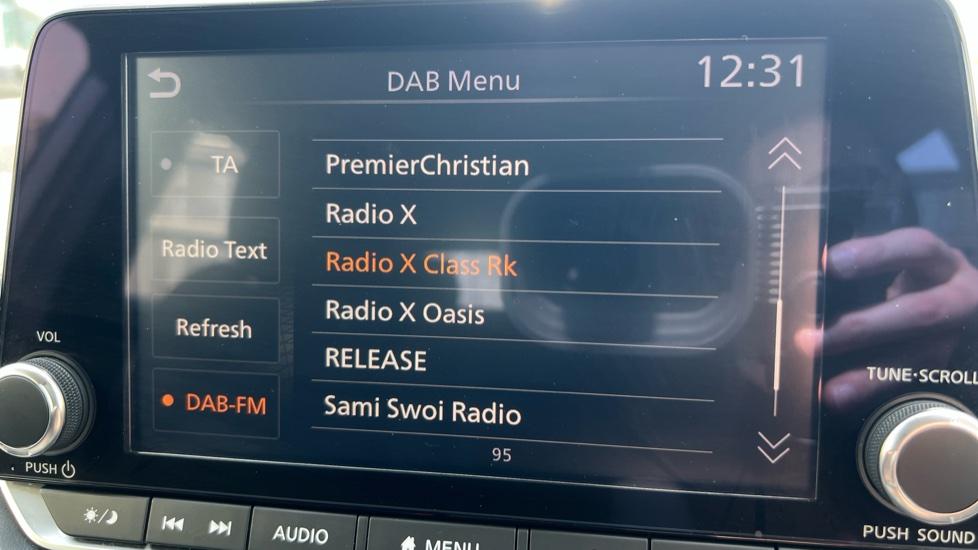 DAB Menu
12:31
TA
Radio Text
Refresh
DAB-FM
PremierChristian
Radio X
Radio X Class Rk
Radio X Oasis
RELEASE
Sami Swoi Radio
95
VOL
PUSH
TUNE·SCROLL
PUSH SOUND
AUDIO
MENU